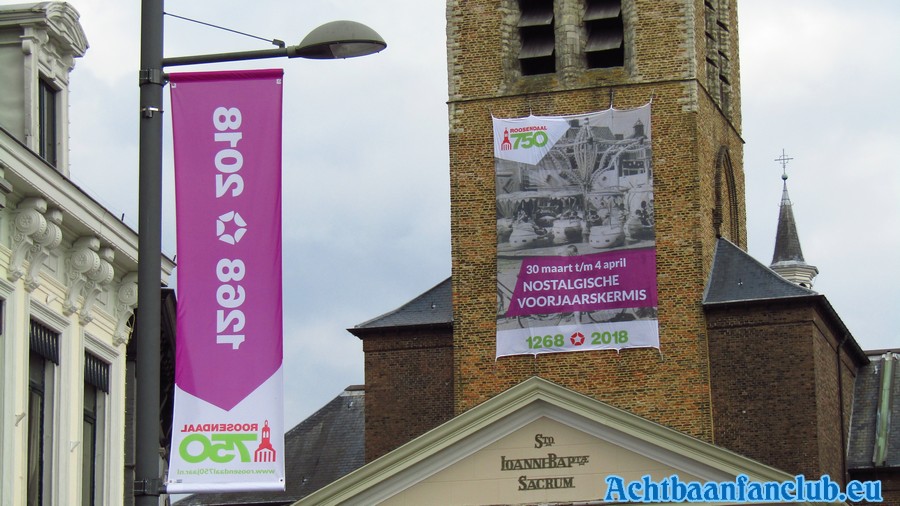 1268 2018
ROOSENDAAL
750
www.roosendaal750jaar.nl
ROOSENDAAL
750
30 maart t/m 4 april
NOSTALGISCHE
VOORJAARSKERMIS
1268 2018
Sto
Ioanni·Baptæ
Sacrum
Achtbaanfanclub.eu